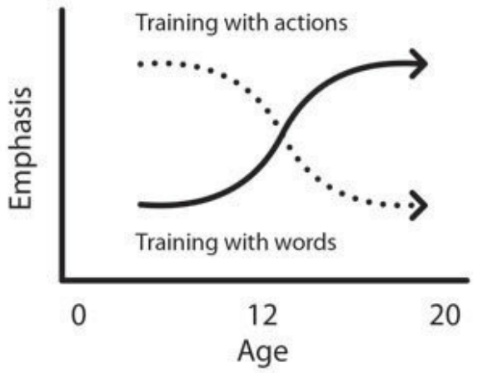 Training with actions
Emphasis
Training with words
0 12 20
Age